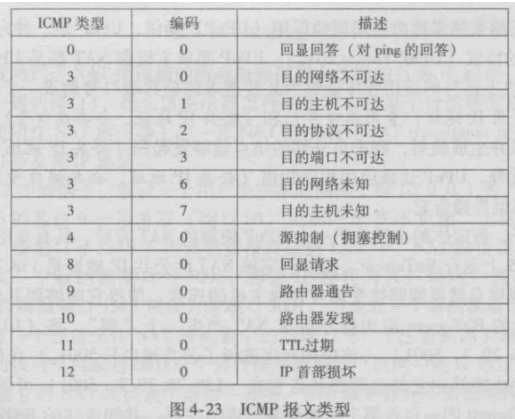 ICMP 类型 编码 描述
0 0 回显回答（对 ping 的回答）
3 0 目的网络不可达
3 1 目的主机不可达
3 2 目的协议不可达
3 3 目的端口不可达
3 6 目的网络未知
3 7 目的主机未知
4 0 源抑制（拥塞控制）
8 0 回显请求
9 0 路由器通告
10 0 路由器发现
11 0 TTL过期
12 0 IP 首部损坏
图 4-23 ICMP 报文类型